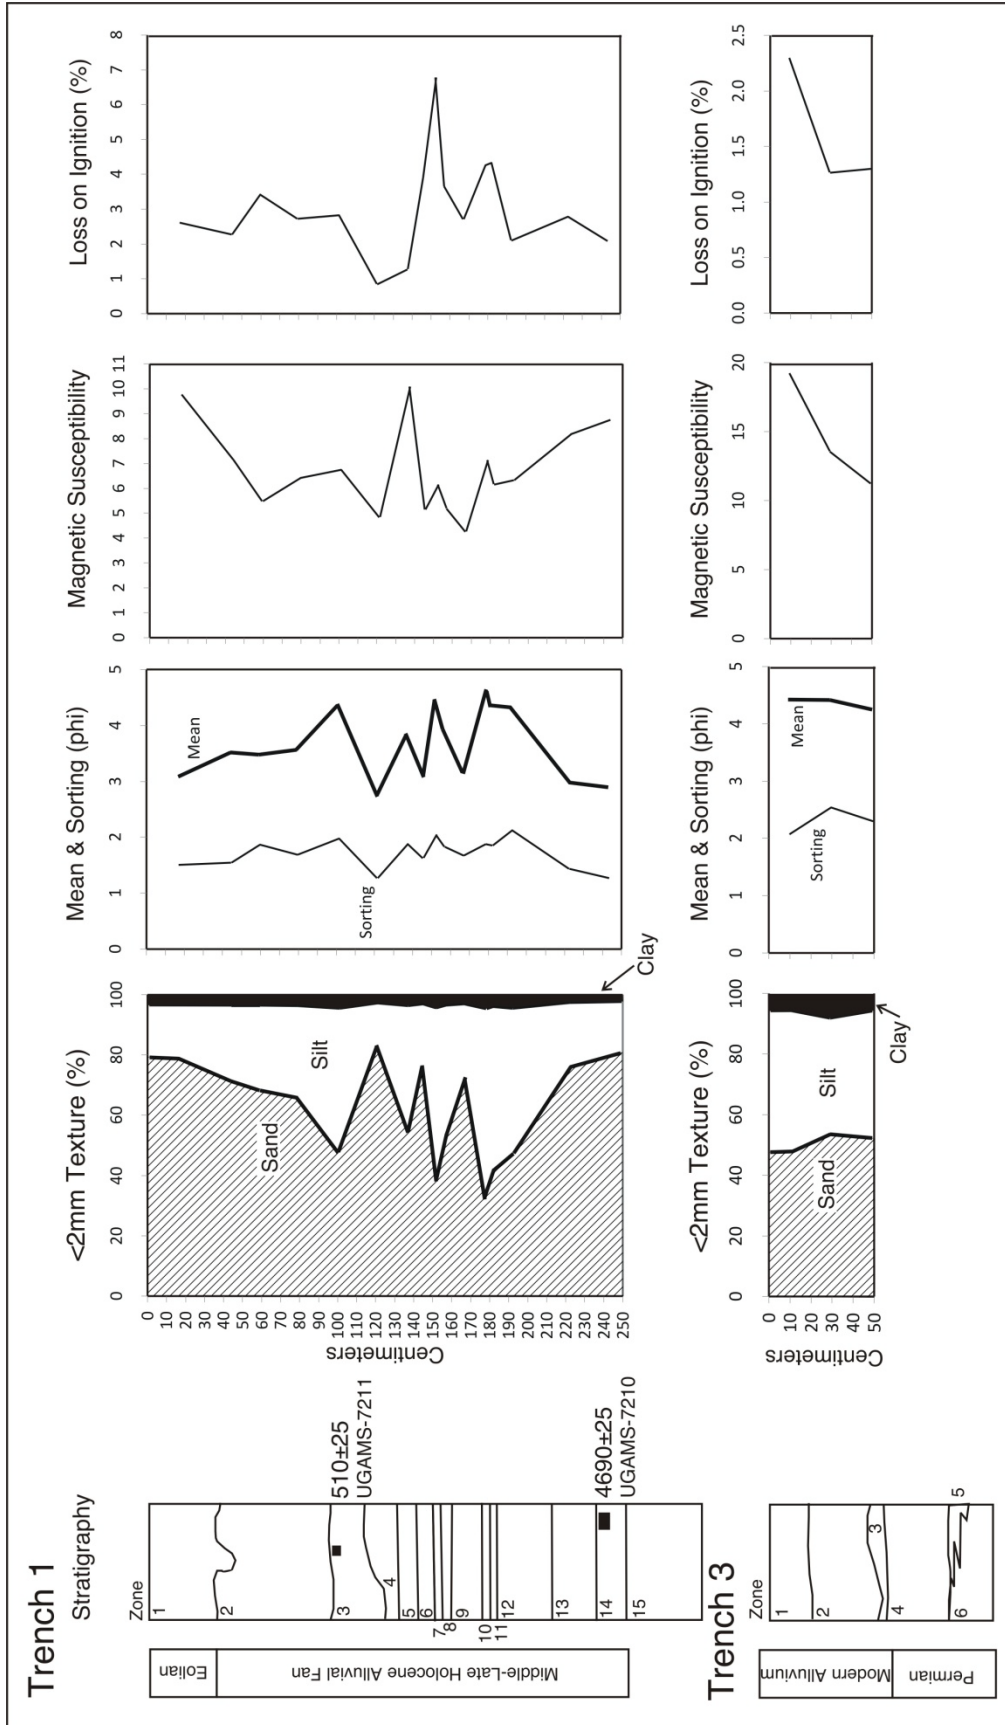 Trench 1
Stratigraphy
Zone
1
2
3
4
5
6
7
8
9
10
11
12
13
14
15
Eolian
Middle-Late Holocene Alluvial Fan
510±25
UGAMS-7211
4690±25
UGAMS-7210
<2mm Texture (%)
0 20 40 60 80 100
Centimeters
0
10
20
30
40
50
60
70
80
90
100
110
120
130
140
150
160
170
180
190
200
210
220
230
240
250
Sand
Silt
Clay
Mean & Sorting (phi)
0 1 2 3 4 5
Mean
Sorting
Magnetic Susceptibility
0 1 2 3 4 5 6 7 8 9 10 11
Loss on Ignition (%)
0 1 2 3 4 5 6 7 8
Trench 3
1
2
3
4
5
6
Modern Alluvium
Permian
<2mm Texture (%)
0 20 40 60 80 100
Centimeters
0
10
20
30
40
50
Sand
Silt
Clay
Mean & Sorting (phi)
0 1 2 3 4 5
Mean
Sorting
Magnetic Susceptibility
0 5 10 15 20
Loss on Ignition (%)
0.0 0.5 1.0 1.5 2.0 2.5